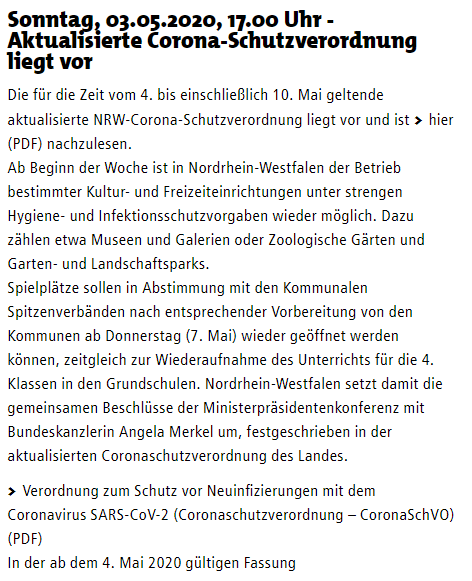 Sonntag, 03.05.2020, 17.00 Uhr -
Aktualisierte Corona-Schutzverordnung
liegt vor
Die für die Zeit vom 4. bis einschließlich 10. Mai geltende
aktualisierte NRW-Corona-Schutzverordnung liegt vor und ist > hier
(PDF) nachzulesen.
Ab Beginn der Woche ist in Nordrhein-Westfalen der Betrieb
bestimmter Kultur- und Freizeiteinrichtungen unter strengen
Hygiene- und Infektionsschutzvorgaben wieder möglich. Dazu
zählen etwa Museen und Galerien oder Zoologische Gärten und
Garten- und Landschaftsparks.
Spielplätze sollen in Abstimmung mit den Kommunalen
Spitzenverbänden nach entsprechender Vorbereitung von den
Kommunen ab Donnerstag (7. Mai) wieder geöffnet werden
können, zeitgleich zur Wiederaufnahme des Unterrichts für die 4.
Klassen in den Grundschulen. Nordrhein-Westfalen setzt damit die
gemeinsamen Beschlüsse der Ministerpräsidentenkonferenz mit
Bundeskanzlerin Angela Merkel um, festgeschrieben in der
aktualisierten Coronaschutzverordnung des Landes.
> Verordnung zum Schutz vor Neuinfizierungen mit dem
Coronavirus SARS-CoV-2 (Coronaschutzverordnung – CoronaSchVO)
(PDF)
In der ab dem 4. Mai 2020 gültigen Fassung